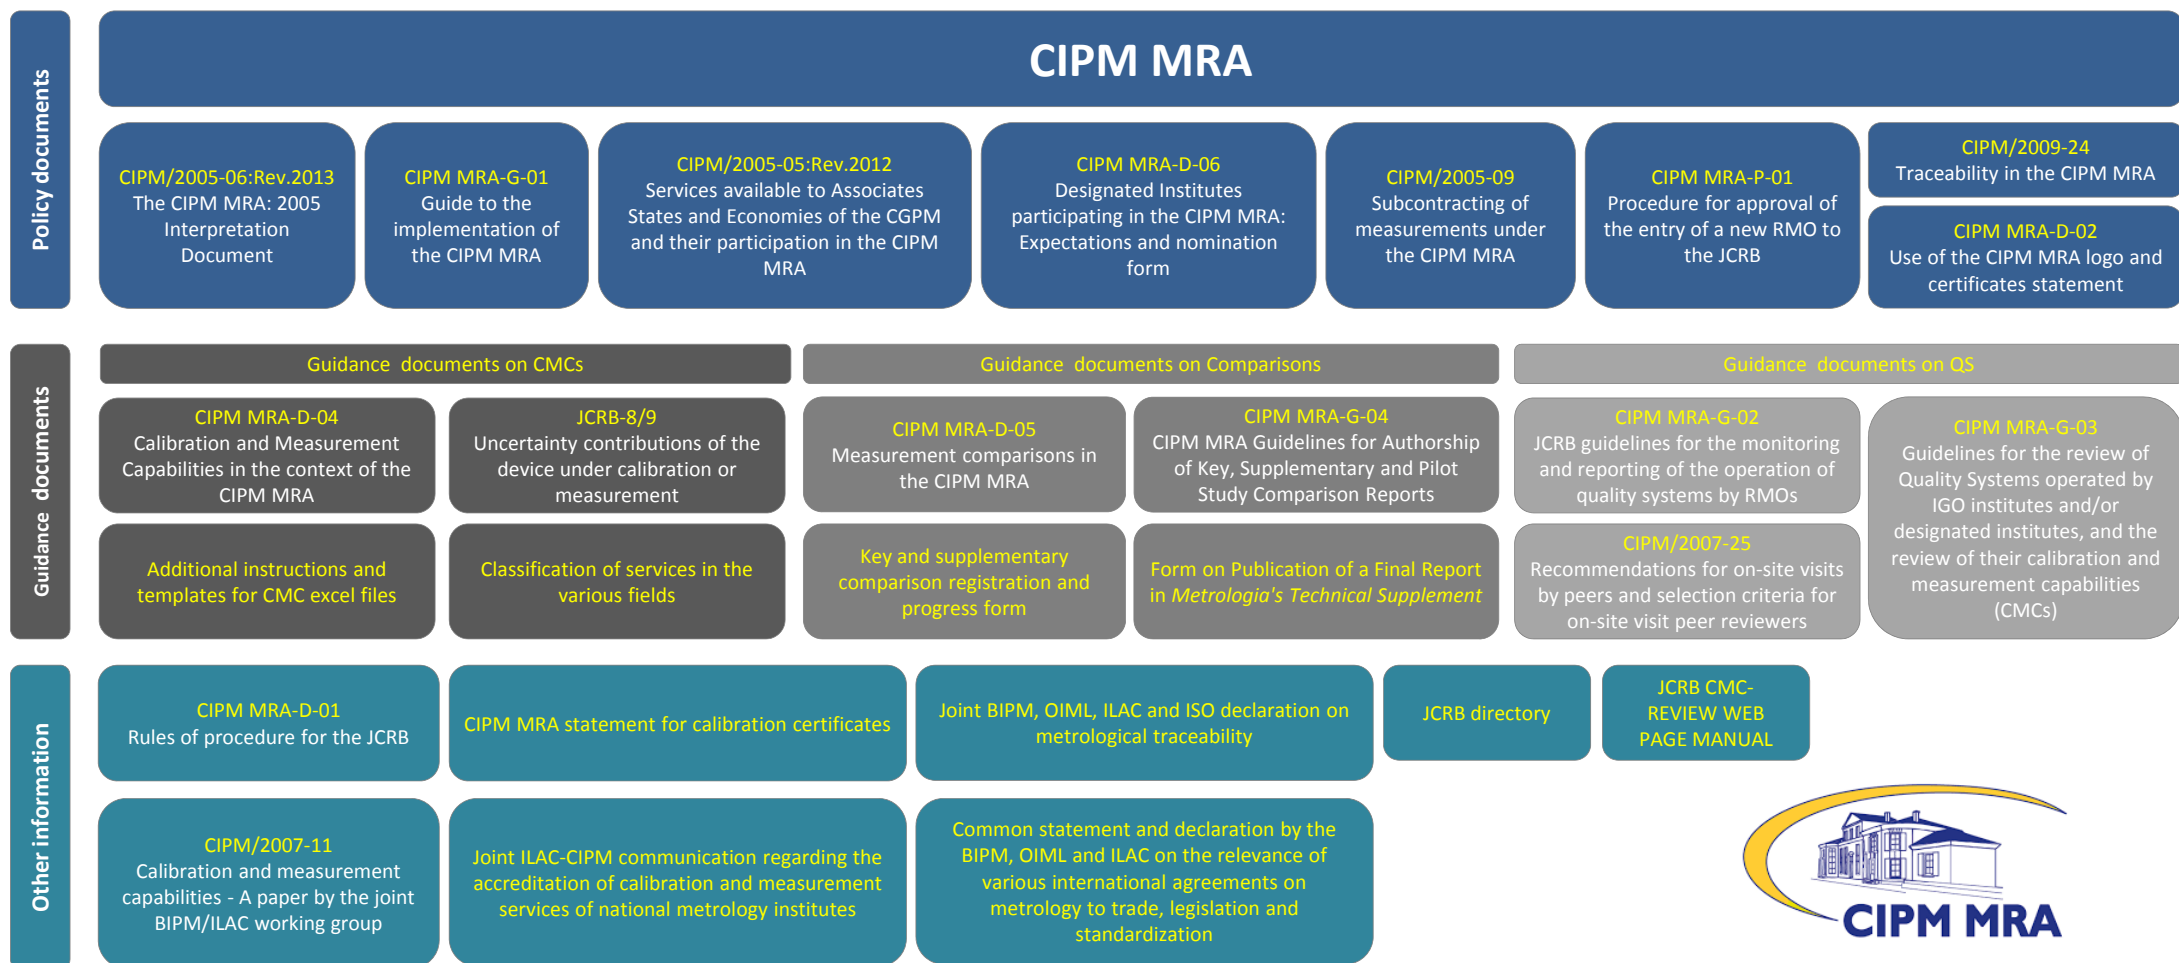 Policy documents
CIPM MRA
CIPM/2005-06:Rev.2013
The CIPM MRA: 2005
Interpretation
Document
CIPM MRA-G-01
Guide to the
implementation of
the CIPM MRA
CIPM/2005-05:Rev.2012
Services available to Associates
States and Economies of the CGPM
and their participation in the CIPM
MRA
CIPM MRA-D-06
Designated Institutes
participating in the CIPM MRA:
Expectations and nomination
form
CIPM/2005-09
Subcontracting of
measurements under
the CIPM MRA
CIPM MRA-P-01
Procedure for approval of
the entry of a new RMO to
the JCRB
CIPM/2009-24
Traceability in the CIPM MRA
CIPM MRA-D-02
Use of the CIPM MRA logo and
certificates statement
Guidance documents
Guidance documents on CMCs
CIPM MRA-D-04
Calibration and Measurement
Capabilities in the context of the
CIPM MRA
JCRB-8/9
Uncertainty contributions of the
device under calibration or
measurement
Additional instructions and
templates for CMC excel files
Classification of services in the
various fields
Guidance documents on Comparisons
CIPM MRA-D-05
Measurement comparisons in
the CIPM MRA
CIPM MRA-G-04
CIPM MRA Guidelines for Authorship
of Key, Supplementary and Pilot
Study Comparison Reports
Key and supplementary
comparison registration and
progress form
Form on Publication of a Final Report
in Metrologia's Technical Supplement
Guidance documents on QS
CIPM MRA-G-02
JCRB guidelines for the monitoring
and reporting of the operation of
quality systems by RMOs
CIPM/2007-25
Recommendations for on-site visits
by peers and selection criteria for
on-site visit peer reviewers
CIPM MRA-G-03
Guidelines for the review of
Quality Systems operated by
IGO institutes and/or
designated institutes, and the
review of their calibration and
measurement capabilities
(CMCs)
Other information
CIPM MRA-D-01
Rules of procedure for the JCRB
CIPM MRA statement for calibration certificates
Joint BIPM, OIML, ILAC and ISO declaration on
metrological traceability
JCRB directory
JCRB CMC-
REVIEW WEB
PAGE MANUAL
CIPM/2007-11
Calibration and measurement
capabilities - A paper by the joint
BIPM/ILAC working group
Joint ILAC-CIPM communication regarding the
accreditation of calibration and measurement
services of national metrology institutes
Common statement and declaration by the
BIPM, OIML and ILAC on the relevance of
various international agreements on
metrology to trade, legislation and
standardization
CIPM MRA